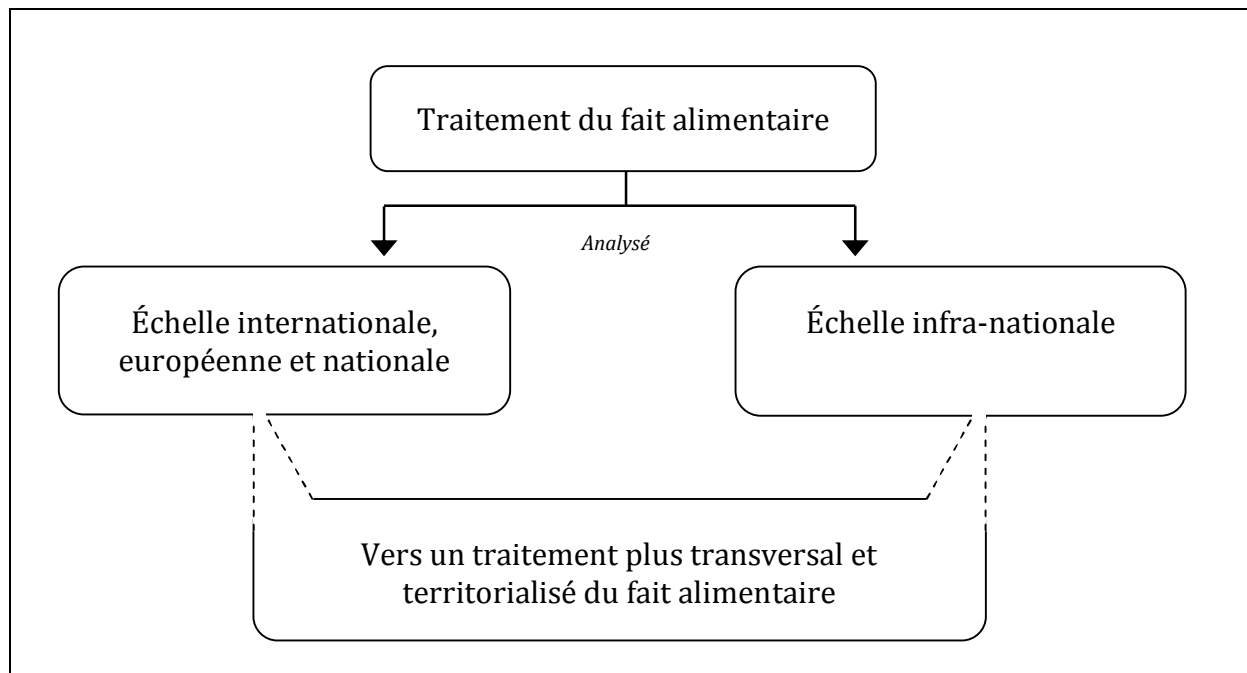 Traitement du fait alimentaire
Analysé
Échelle internationale,
européenne et nationale
Échelle infra-nationale
Vers un traitement plus transversal et
territorialisé du fait alimentaire